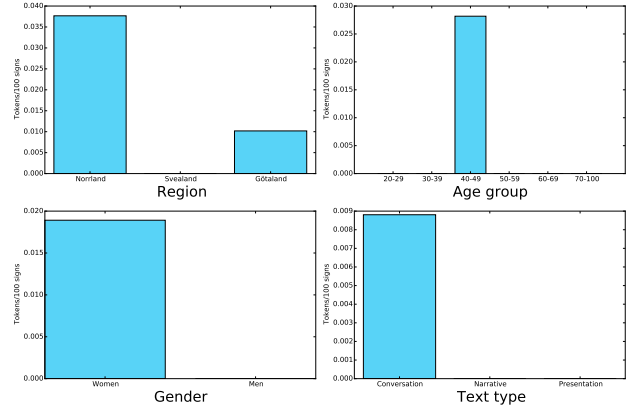 0.040
0.035
0.030
0.025
0.020
0.015
0.010
0.005
0.000
Tokens/100 signs
Norrland Svealand Götaland
Region
0.030
0.025
0.020
0.015
0.010
0.005
0.000
Tokens/100 signs
20-29 30-39 40-49 50-59 60-69 70-100
Age group
0.020
0.015
0.010
0.005
0.000
Tokens/100 signs
Women Men
Gender
0.009
0.008
0.007
0.006
0.005
0.004
0.003
0.002
0.001
0.000
Tokens/100 signs
Conversation Narrative Presentation
Text type